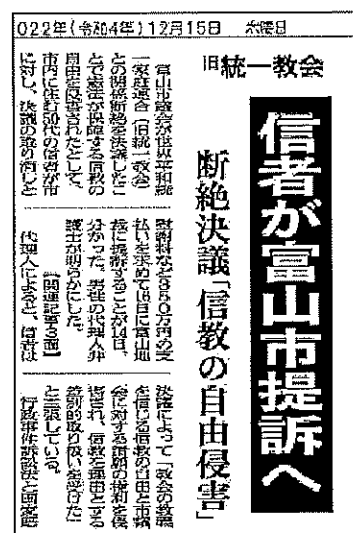 022年(令和4年)12月15日 木曜日
旧統一教会
信者が富山市提訴へ
断絶決議「信教の自由侵害」
富山市議会が世界平和統
一家庭連合(旧統一教会)
との関係断絶を決議したこ
とで憲法が保障する信教の
自由を侵害されたとして、
市内に住む50代の信者が市
に対し、決議の取り消しと
慰謝料など350万円の支
払いを求めて16日に富山地
裁に提訴することが14日、
分かった。男性の代理人弁
護士が明らかにした。
【関連記事3面】
代理人によると、信者は
決議によって「教会の教義
を信じる信教の自由と市議
会に対する請願の権利を侵
害され、信教を理由とする
差別的取り扱いを受けた」
と主張している。
行政事件訴訟法と国家賠